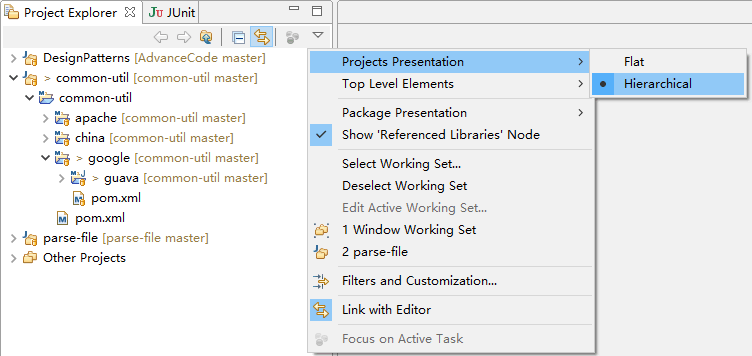 Project Explorer
JU JUnit
DesignPatterns [AdvanceCode master]
> common-util [common-util master]
common-util
apache [common-util master]
china [common-util master]
> google [common-util master]
> guava [common-util master]
pom.xml
pom.xml
parse-file [parse-file master]
Other Projects
Projects Presentation
Top Level Elements
Package Presentation
Show 'Referenced Libraries' Node
Select Working Set...
Deselect Working Set
Edit Active Working Set...
1 Window Working Set
2 parse-file
Filters and Customization...
Link with Editor
Focus on Active Task
Flat
Hierarchical